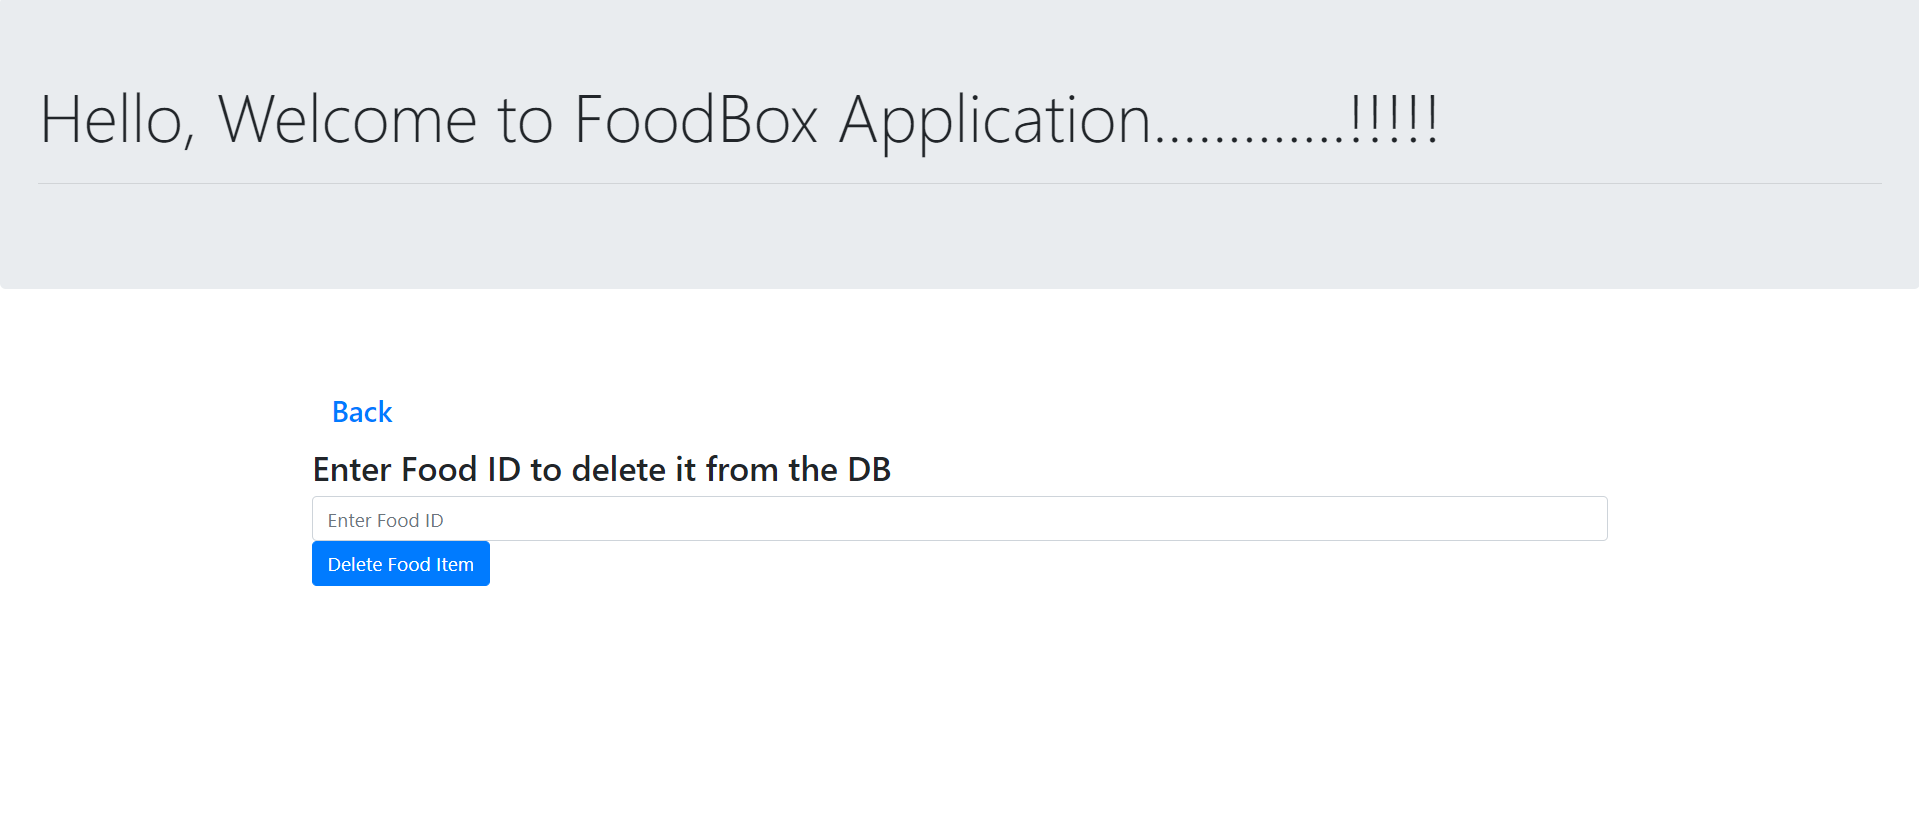 Hello, Welcome to FoodBox Application.............!!!!!
Back
Enter Food ID to delete it from the DB
Enter Food ID
Delete Food Item